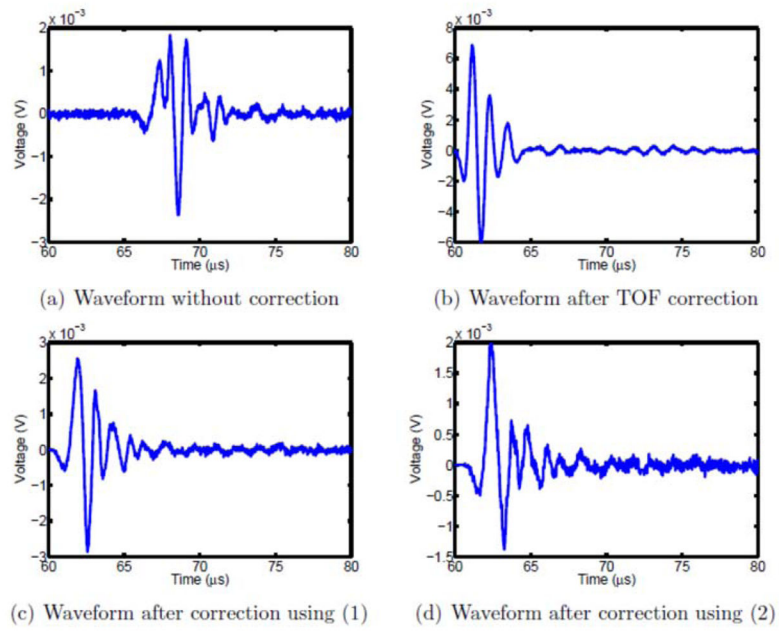 2 x 10⁻³
1
0
−1
−2
−3
60 65 70 75 80
Voltage (V)
Time (μs)
(a) Waveform without correction
8 x 10⁻³
6
4
2
0
−2
−4
−6
60 65 70 75 80
Voltage (V)
Time (μs)
(b) Waveform after TOF correction
3 x 10⁻³
2
1
0
−1
−2
−3
60 65 70 75 80
Voltage (V)
Time (μs)
(c) Waveform after correction using (1)
2 x 10⁻³
1.5
1
0.5
0
−0.5
−1
−1.5
60 65 70 75 80
Voltage (V)
Time (μs)
(d) Waveform after correction using (2)